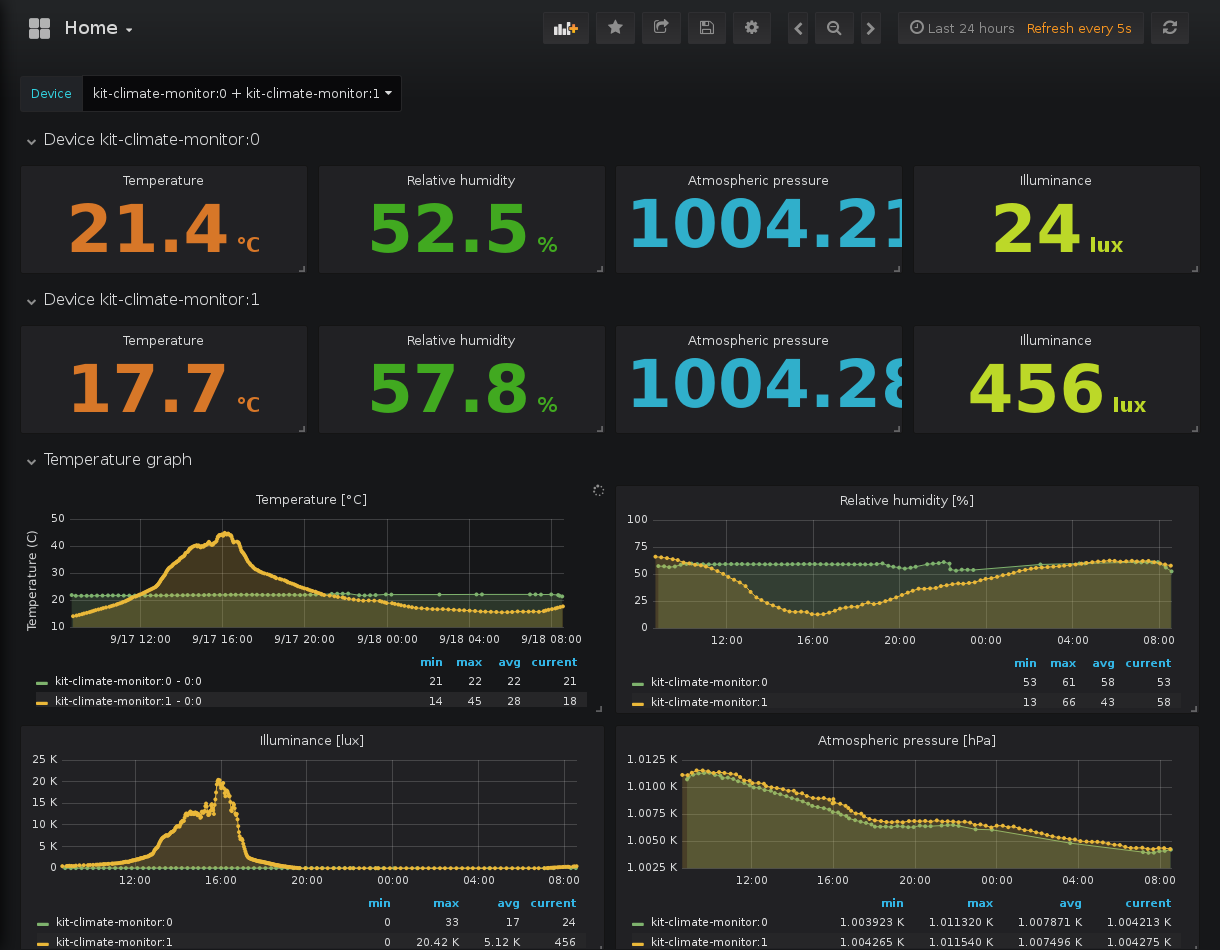 Home
Last 24 hours Refresh every 5s
Device kit-climate-monitor:0 + kit-climate-monitor:1
Device kit-climate-monitor:0
Temperature Relative humidity Atmospheric pressure Illuminance
21.4 °C 52.5 % 1004.21 24 lux
Device kit-climate-monitor:1
Temperature Relative humidity Atmospheric pressure Illuminance
17.7 °C 57.8 % 1004.28 456 lux
Temperature graph
Temperature [°C]
Temperature (C)
50
40
30
20
10
9/17 12:00 9/17 16:00 9/17 20:00 9/18 00:00 9/18 04:00 9/18 08:00
min max avg current
kit-climate-monitor:0 - 0:0 21 22 22 21
kit-climate-monitor:1 - 0:0 14 45 28 18
Relative humidity [%]
100
75
50
25
0
12:00 16:00 20:00 00:00 04:00 08:00
min max avg current
kit-climate-monitor:0 53 61 58 53
kit-climate-monitor:1 13 66 43 58
Illuminance [lux]
25 K
20 K
15 K
10 K
5 K
0
12:00 16:00 20:00 00:00 04:00 08:00
min max avg current
kit-climate-monitor:0 0 33 17 24
kit-climate-monitor:1 0 20.42 K 5.12 K 456
Atmospheric pressure [hPa]
1.0125 K
1.0100 K
1.0075 K
1.0050 K
1.0025 K
12:00 16:00 20:00 00:00 04:00 08:00
min max avg current
kit-climate-monitor:0 1.003923 K 1.011320 K 1.007871 K 1.004213 K
kit-climate-monitor:1 1.004265 K 1.011540 K 1.007496 K 1.004275 K